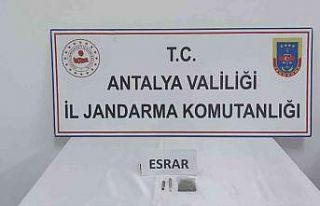 T.C.
ANTALYA VALİLİĞİ
İL JANDARMA KOMUTANLIĞI
ESRAR